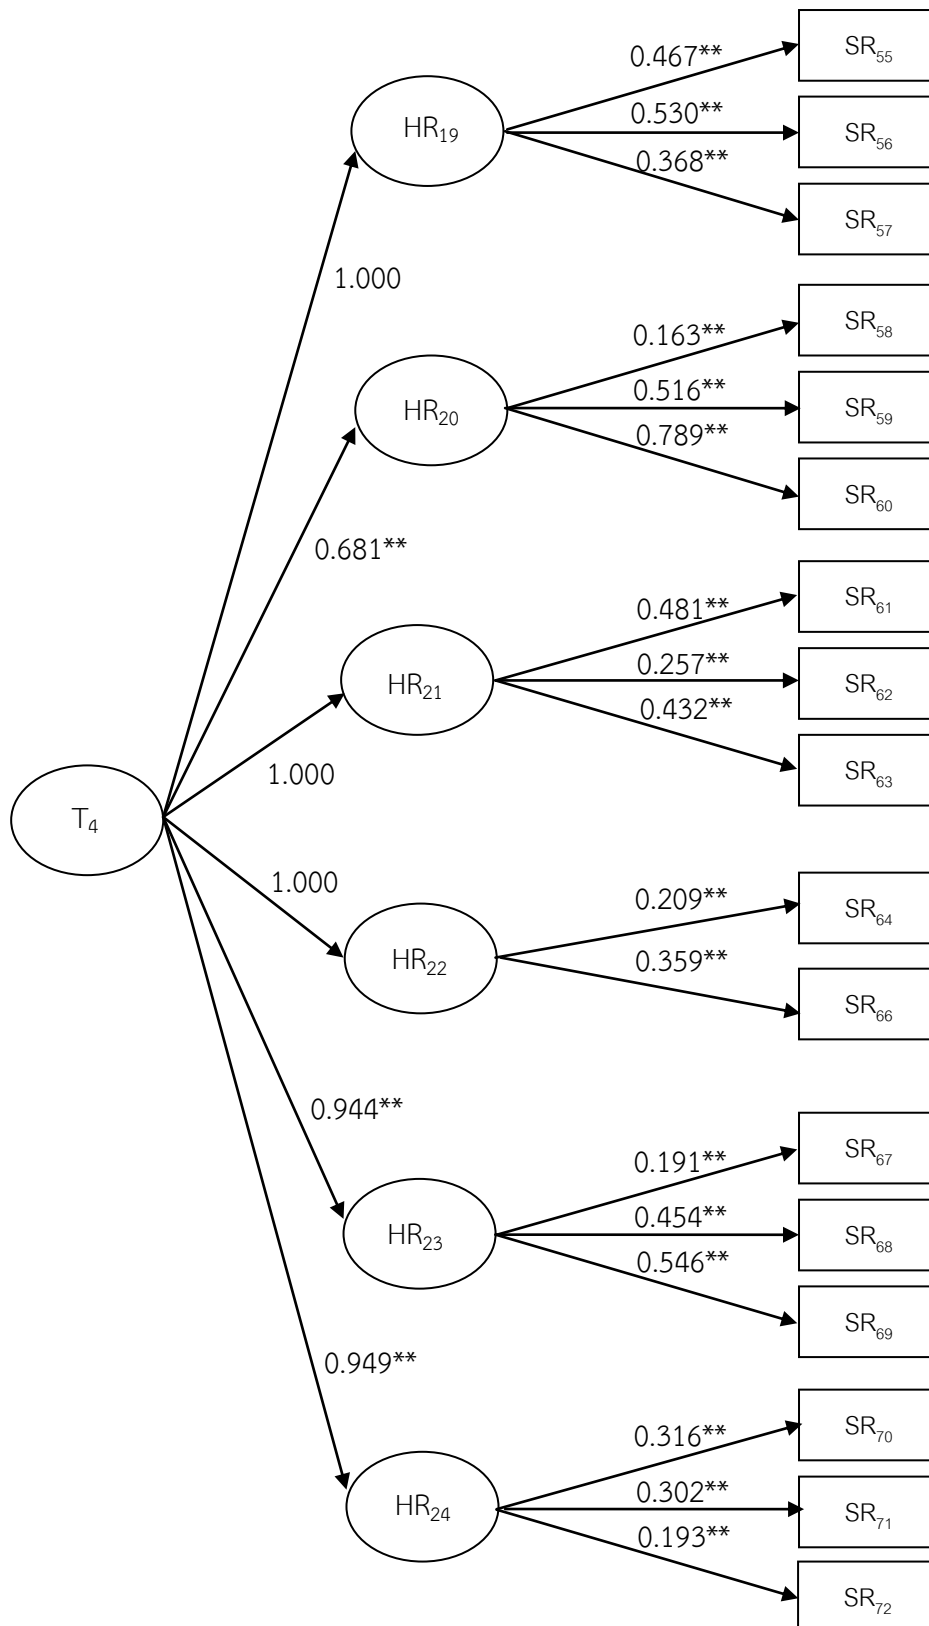 SR₅₅
0.467**
HR₁₉
0.530**
SR₅₆
0.368**
SR₅₇
1.000
SR₅₈
0.163**
HR₂₀
0.516**
SR₅₉
0.789**
SR₆₀
0.681**
SR₆₁
0.481**
HR₂₁
0.257**
SR₆₂
0.432**
SR₆₃
1.000
T₄
1.000
0.209**
SR₆₄
HR₂₂
0.359**
SR₆₆
0.944**
SR₆₇
0.191**
HR₂₃
0.454**
SR₆₈
0.546**
SR₆₉
0.949**
SR₇₀
0.316**
HR₂₄
0.302**
SR₇₁
0.193**
SR₇₂